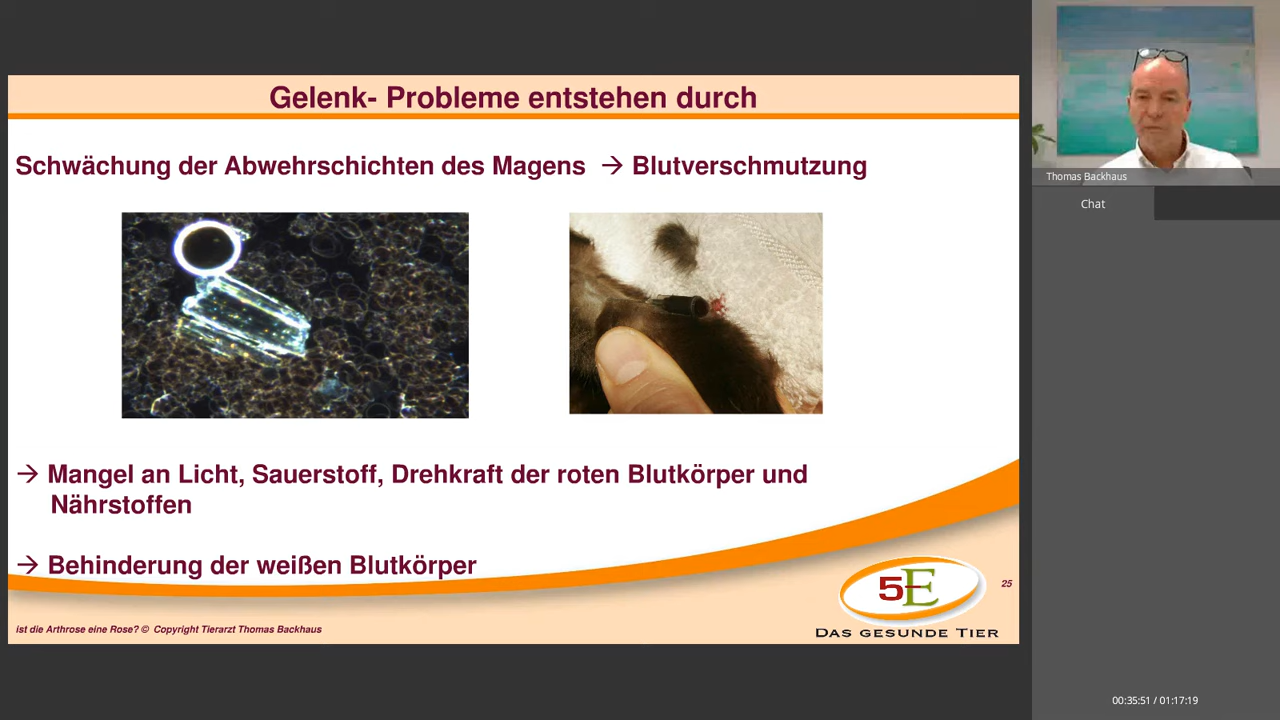 Gelenk- Probleme entstehen durch
Schwächung der Abwehrschichten des Magens → Blutverschmutzung
→ Mangel an Licht, Sauerstoff, Drehkraft der roten Blutkörper und
Nährstoffen
→ Behinderung der weißen Blutkörper
5E
25
DAS GESUNDE TIER
ist die Arthrose eine Rose? © Copyright Tierarzt Thomas Backhaus
Thomas Backhaus
Chat
00:35:51 / 01:17:19